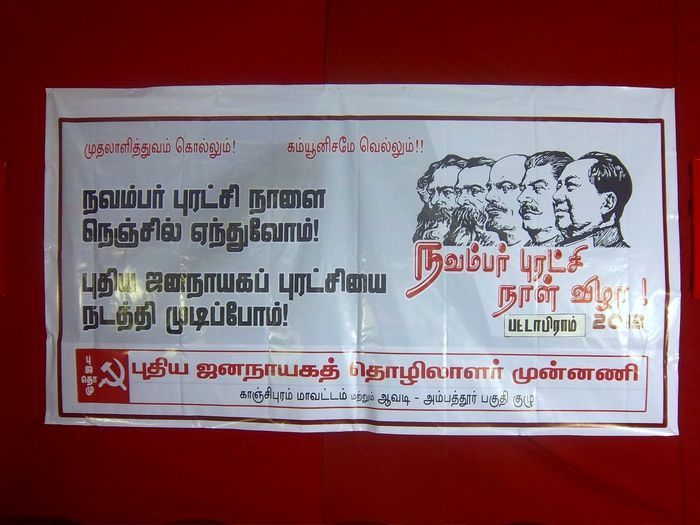 முதலாளித்துவம் கொல்லும்! கம்யூனிசமே வெல்லும்!!
நவம்பர் புரட்சி நாளை
நெஞ்சில் ஏந்துவோம்!
புதிய ஜனநாயகப் புரட்சியை
நடத்தி முடிப்போம்!
நவம்பர் புரட்சி
நாள் விழா!
பட்டாபிராம்
புஜதொமு
புதிய ஜனநாயகத் தொழிலாளர் முன்னணி
காஞ்சிபுரம் மாவட்டம் மற்றும் ஆவடி - அம்பத்தூர் பகுதி குழு